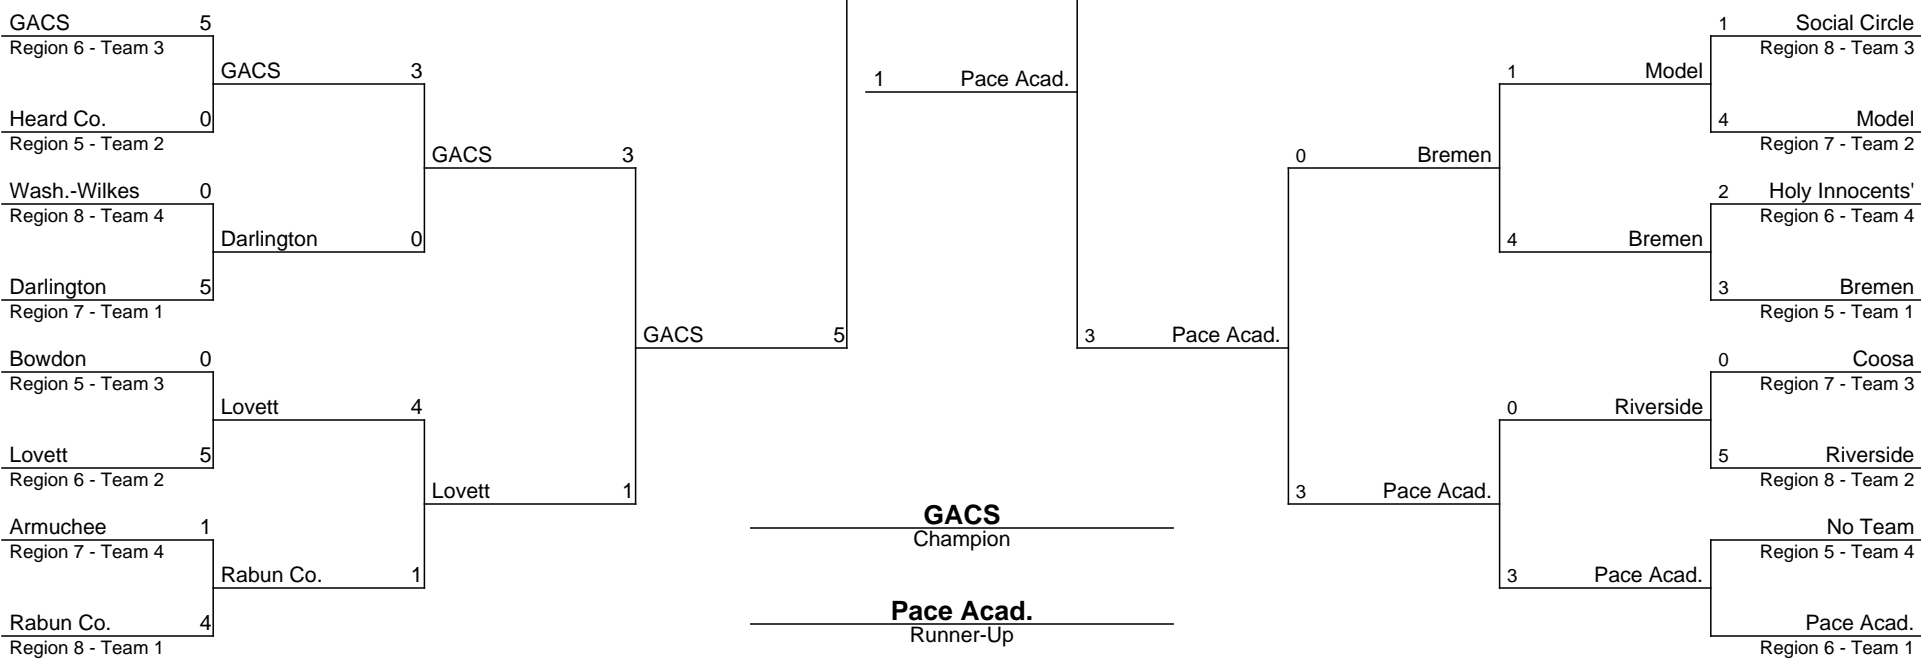 GACS 5
Region 6 - Team 3
GACS 3
Heard Co. 0
Region 5 - Team 2
GACS 3
Wash.-Wilkes 0
Region 8 - Team 4
Darlington 0
Darlington 5
Region 7 - Team 1
GACS 5
Bowdon 0
Region 5 - Team 3
Lovett 4
Lovett 5
Region 6 - Team 2
Lovett 1
Armuchee 1
Region 7 - Team 4
Rabun Co. 1
Rabun Co. 4
Region 8 - Team 1
1 Pace Acad.
GACS
Champion
Pace Acad.
Runner-Up
1 Social Circle
Region 8 - Team 3
1 Model
4 Model
Region 7 - Team 2
0 Bremen
2 Holy Innocents'
Region 6 - Team 4
4 Bremen
3 Bremen
Region 5 - Team 1
3 Pace Acad.
0 Coosa
Region 7 - Team 3
0 Riverside
5 Riverside
Region 8 - Team 2
3 Pace Acad.
No Team
Region 5 - Team 4
3 Pace Acad.
Pace Acad.
Region 6 - Team 1